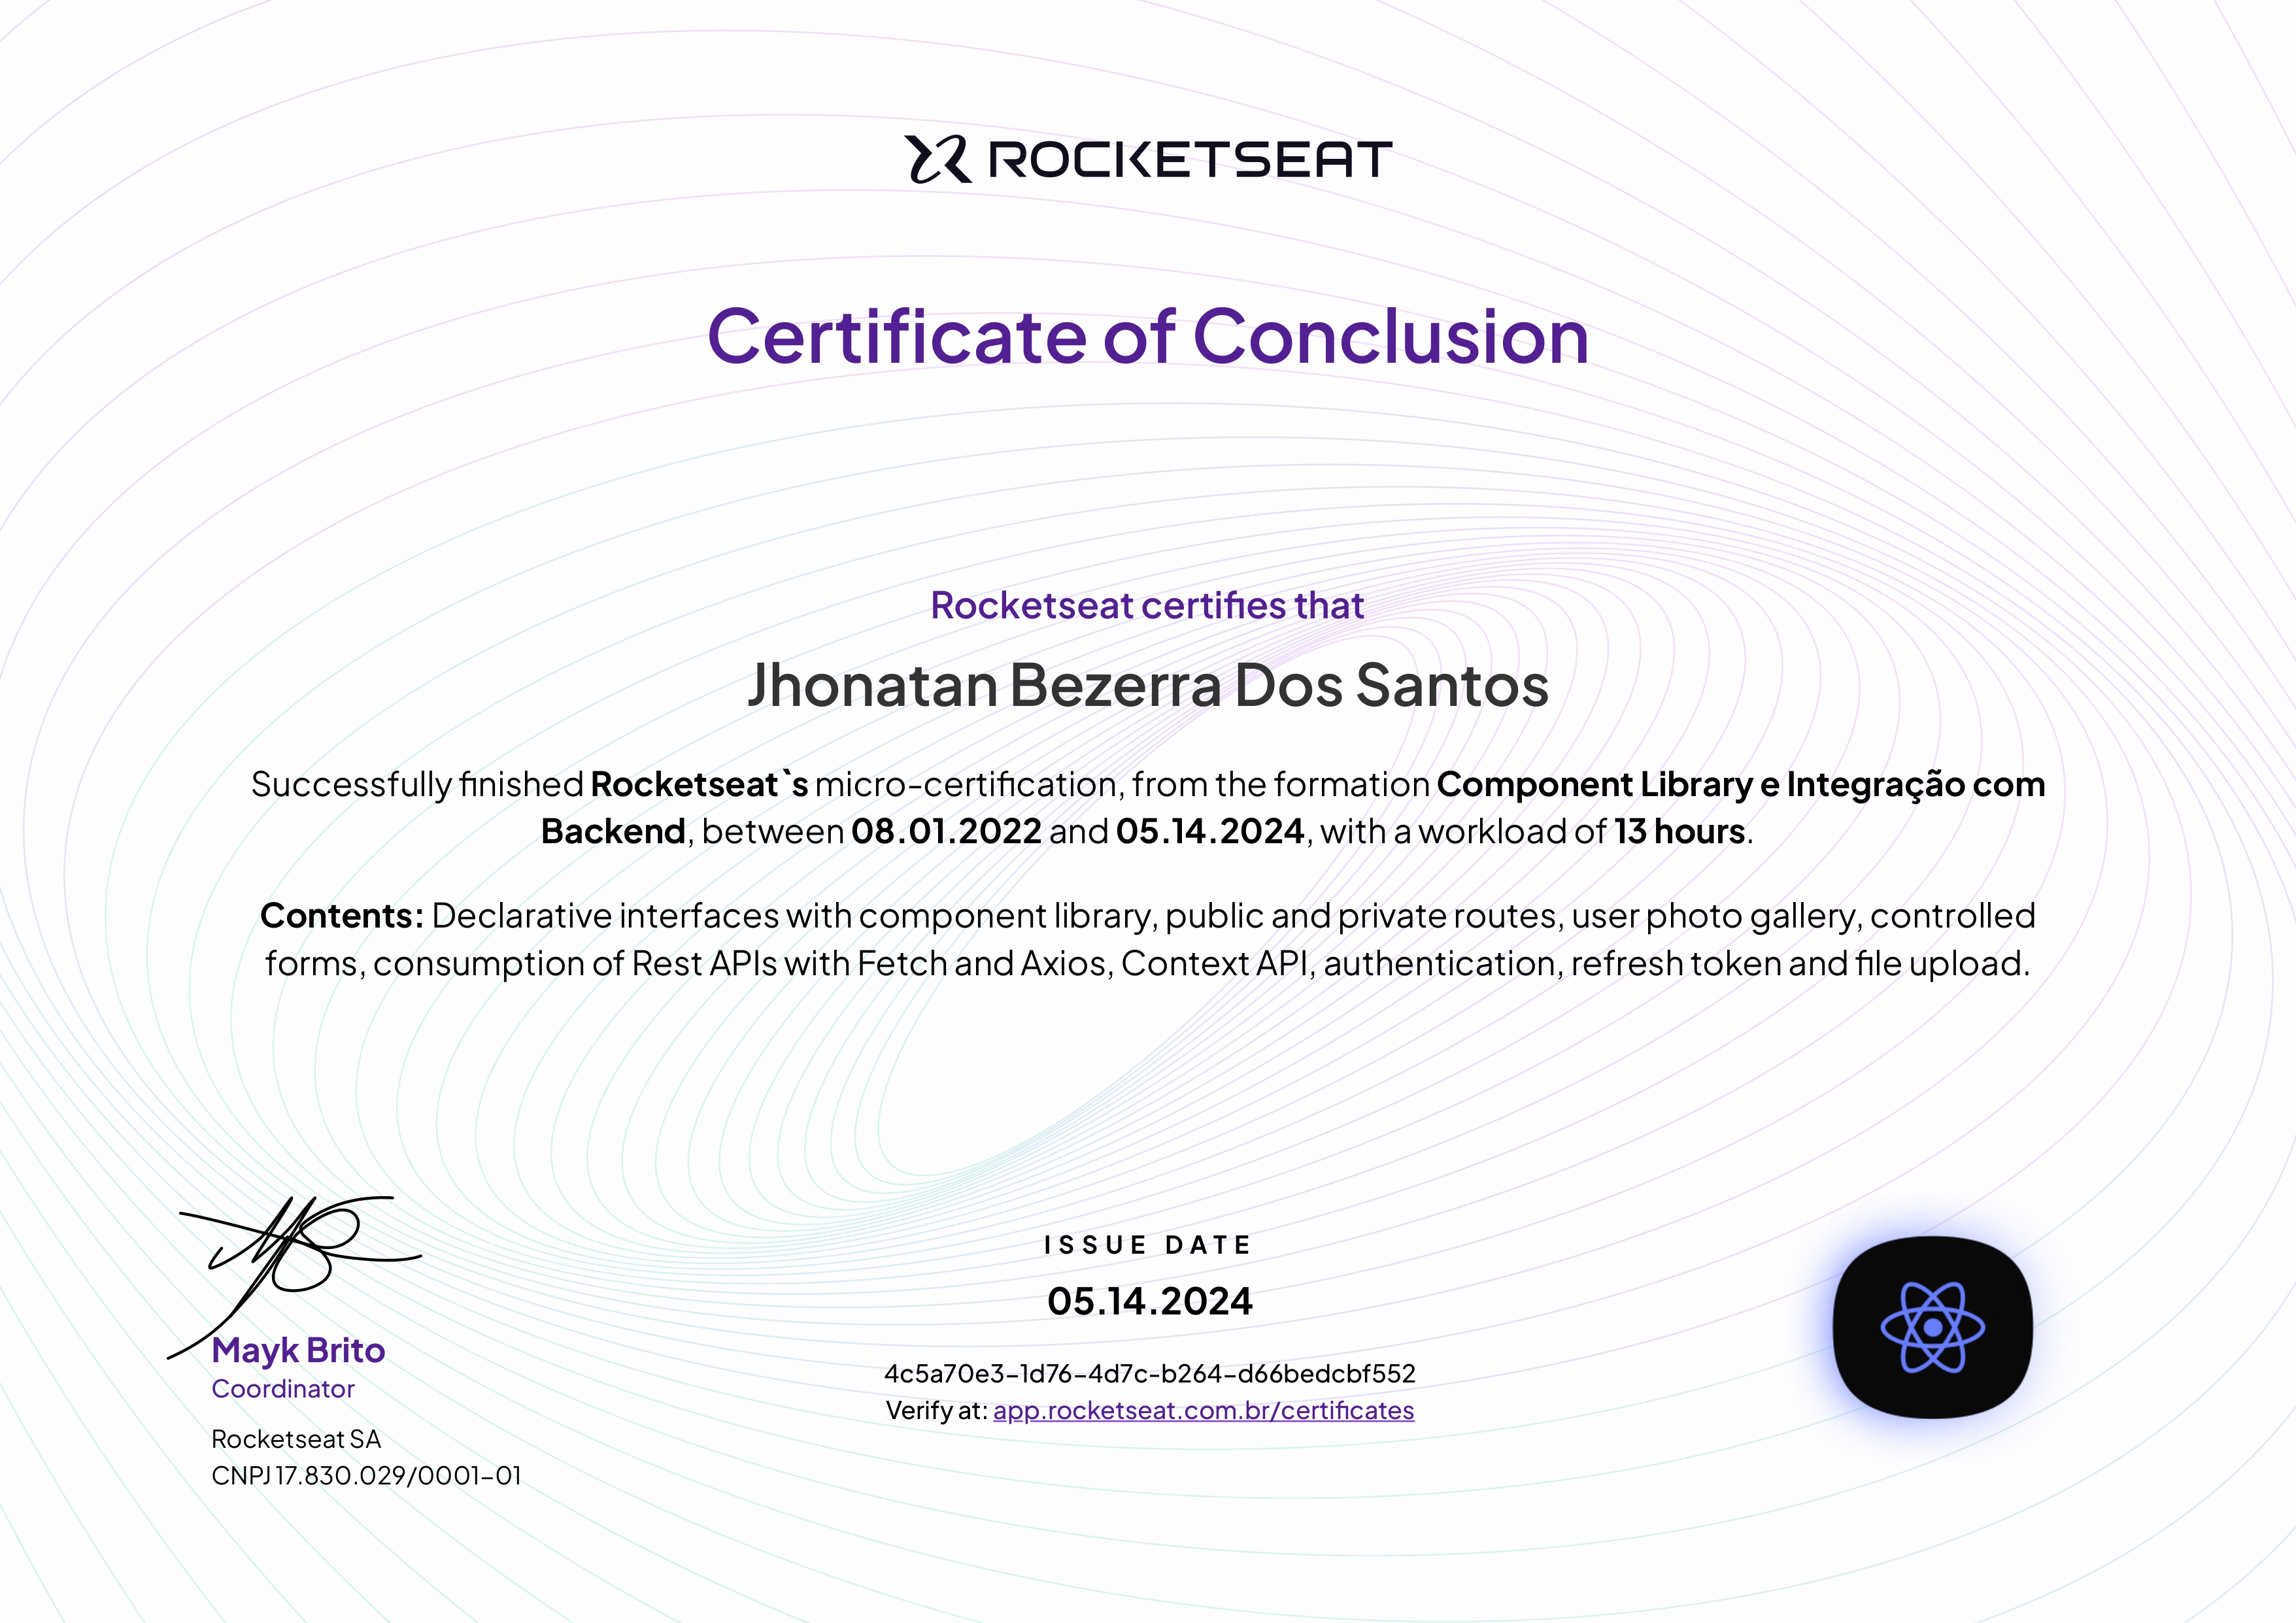 ROCKETSEAT
Certificate of Conclusion
Rocketseat certifies that
Jhonatan Bezerra Dos Santos
Successfully finished Rocketseat`s micro-certification, from the formation Component Library e Integração com
Backend, between 08.01.2022 and 05.14.2024, with a workload of 13 hours.
Contents: Declarative interfaces with component library, public and private routes, user photo gallery, controlled
forms, consumption of Rest APIs with Fetch and Axios, Context API, authentication, refresh token and file upload.
Mayk Brito
Coordinator
Rocketseat SA
CNPJ 17.830.029/0001-01
ISSUE DATE
05.14.2024
4c5a70e3-1d76-4d7c-b264-d66bedcbf552
Verify at: app.rocketseat.com.br/certificates